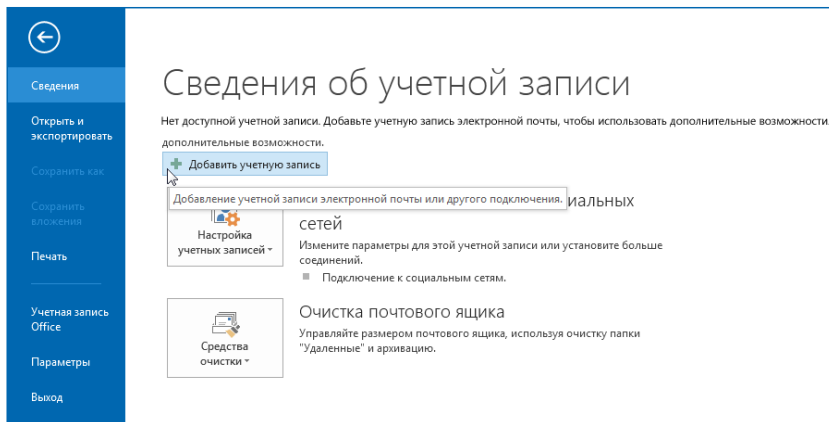 Сведения
Открыть и
экспортировать
Сохранить как
Сохранить
вложения
Печать
Учетная запись
Office
Параметры
Выход
Сведения об учетной записи
Нет доступной учетной записи. Добавьте учетную запись электронной почты, чтобы использовать дополнительные возможности.
дополнительные возможности.
Добавить учетную запись
Добавление учетной записи электронной почты или другого подключения.
иальных
сетей
Настройка
учетных записей
Измените параметры для этой учетной записи или установите больше
соединений.
Подключение к социальным сетям.
Средства
очистки
Очистка почтового ящика
Управляйте размером почтового ящика, используя очистку папки
"Удаленные" и архивацию.